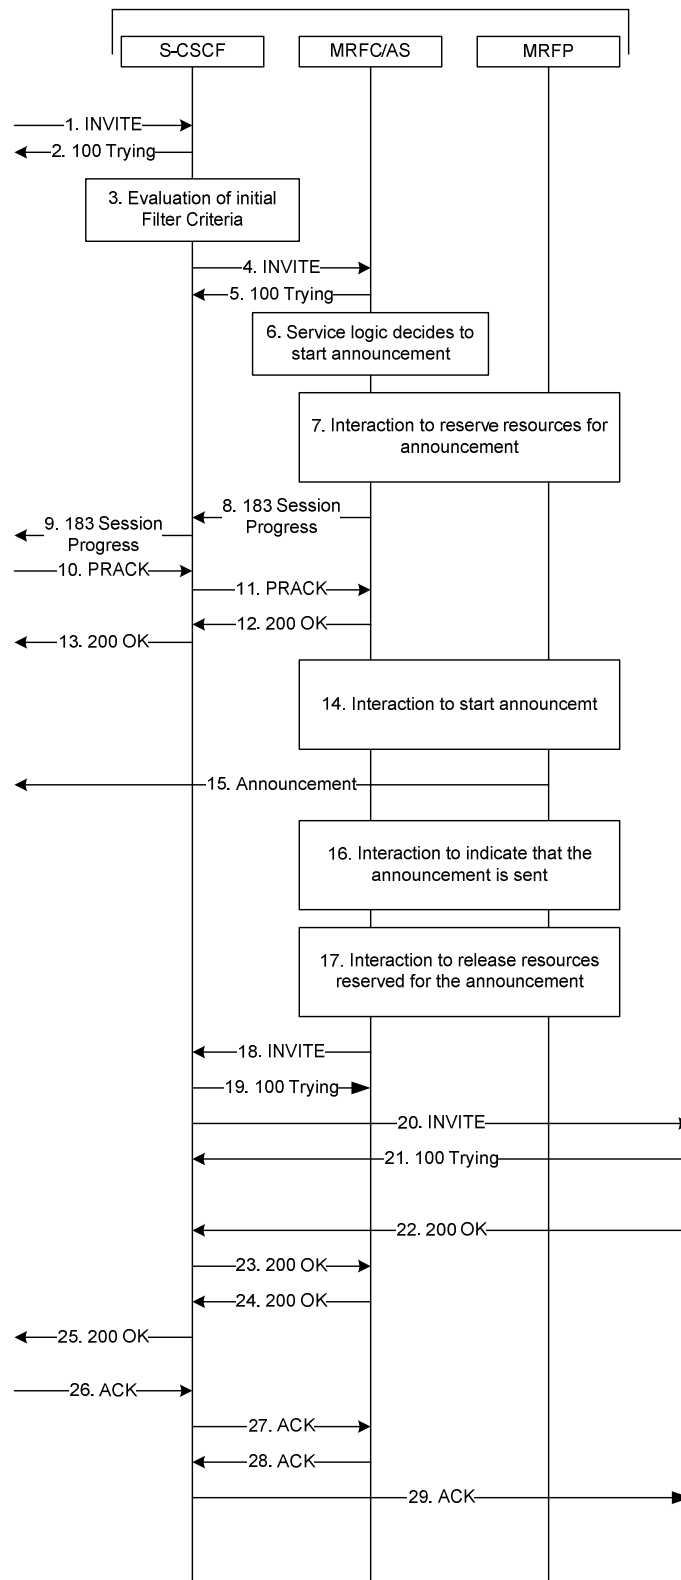 S-CSCF
MRFC/AS
MRFP
1. INVITE
2. 100 Trying
3. Evaluation of initial
Filter Criteria
4. INVITE
5. 100 Trying
6. Service logic decides to
start announcement
7. Interaction to reserve resources for
announcement
8. 183 Session
Progress
9. 183 Session
Progress
10. PRACK
11. PRACK
12. 200 OK
13. 200 OK
14. Interaction to start announcemt
15. Announcement
16. Interaction to indicate that the
announcement is sent
17. Interaction to release resources
reserved for the announcement
18. INVITE
19. 100 Trying
20. INVITE
21. 100 Trying
22. 200 OK
23. 200 OK
24. 200 OK
25. 200 OK
26. ACK
27. ACK
28. ACK
29. ACK